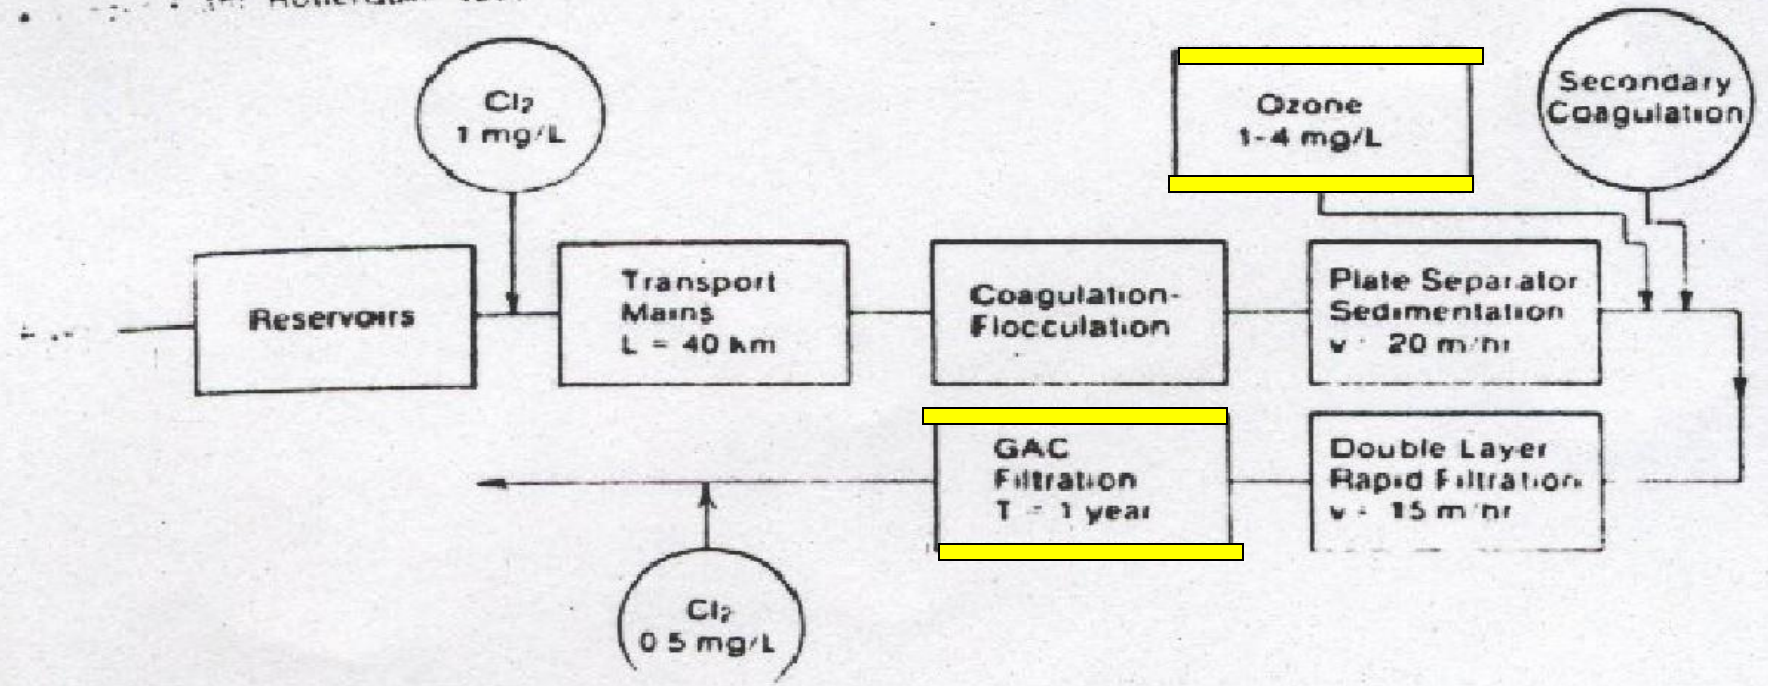 Cl₂
1 mg/L
Ozone
1-4 mg/L
Secondary
Coagulation
Reservoirs
Transport
Mains
L = 40 km
Coagulation-
Flocculation
Plate Separator
Sedimentation
v = 20 m/hr
GAC
Filtration
T = 1 year
Double Layer
Rapid Filtration
v = 15 m/hr
Cl₂
0.5 mg/L